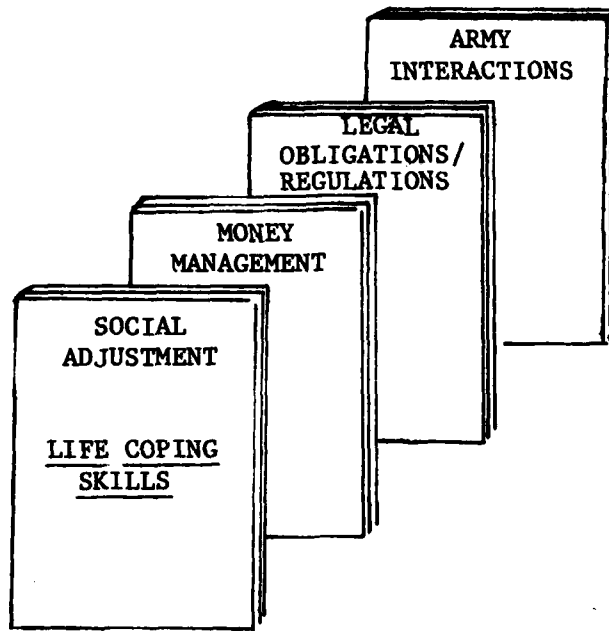 ARMY
INTERACTIONS
LEGAL
OBLIGATIONS/
REGULATIONS
MONEY
MANAGEMENT
SOCIAL
ADJUSTMENT
LIFE COPING
SKILLS